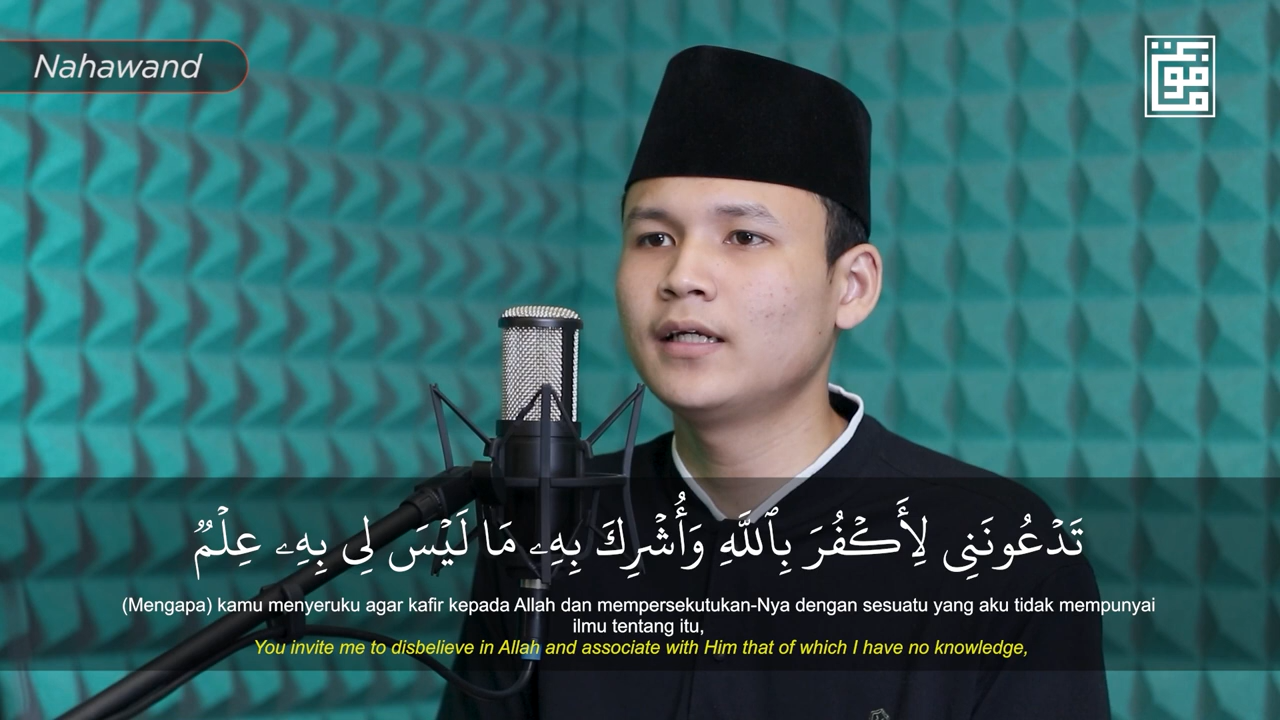 Nahawand
تَدْعُونَنِى لِأَكْفُرَ بِٱللَّهِ وَأُشْرِكَ بِهِۦ مَا لَيْسَ لِى بِهِۦ عِلْمٌ
(Mengapa) kamu menyeruku agar kafir kepada Allah dan mempersekutukan-Nya dengan sesuatu yang aku tidak mempunyai
ilmu tentang itu,
You invite me to disbelieve in Allah and associate with Him that of which I have no knowledge,